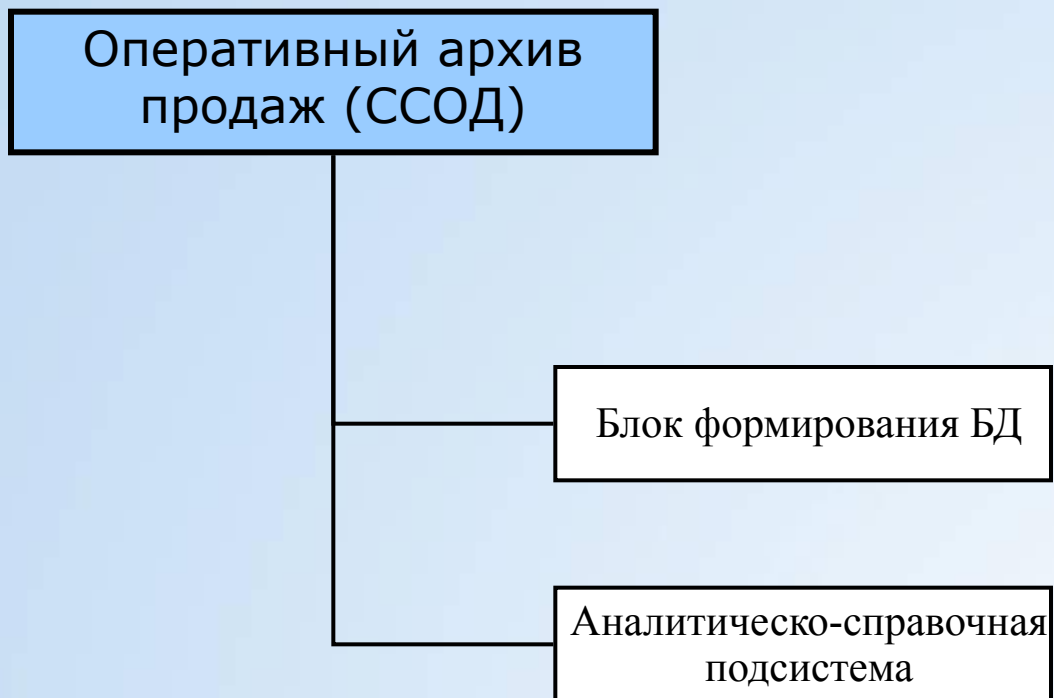 Оперативный архив
продаж (ССОД)
Блок формирования БД
Аналитическо-справочная
подсистема